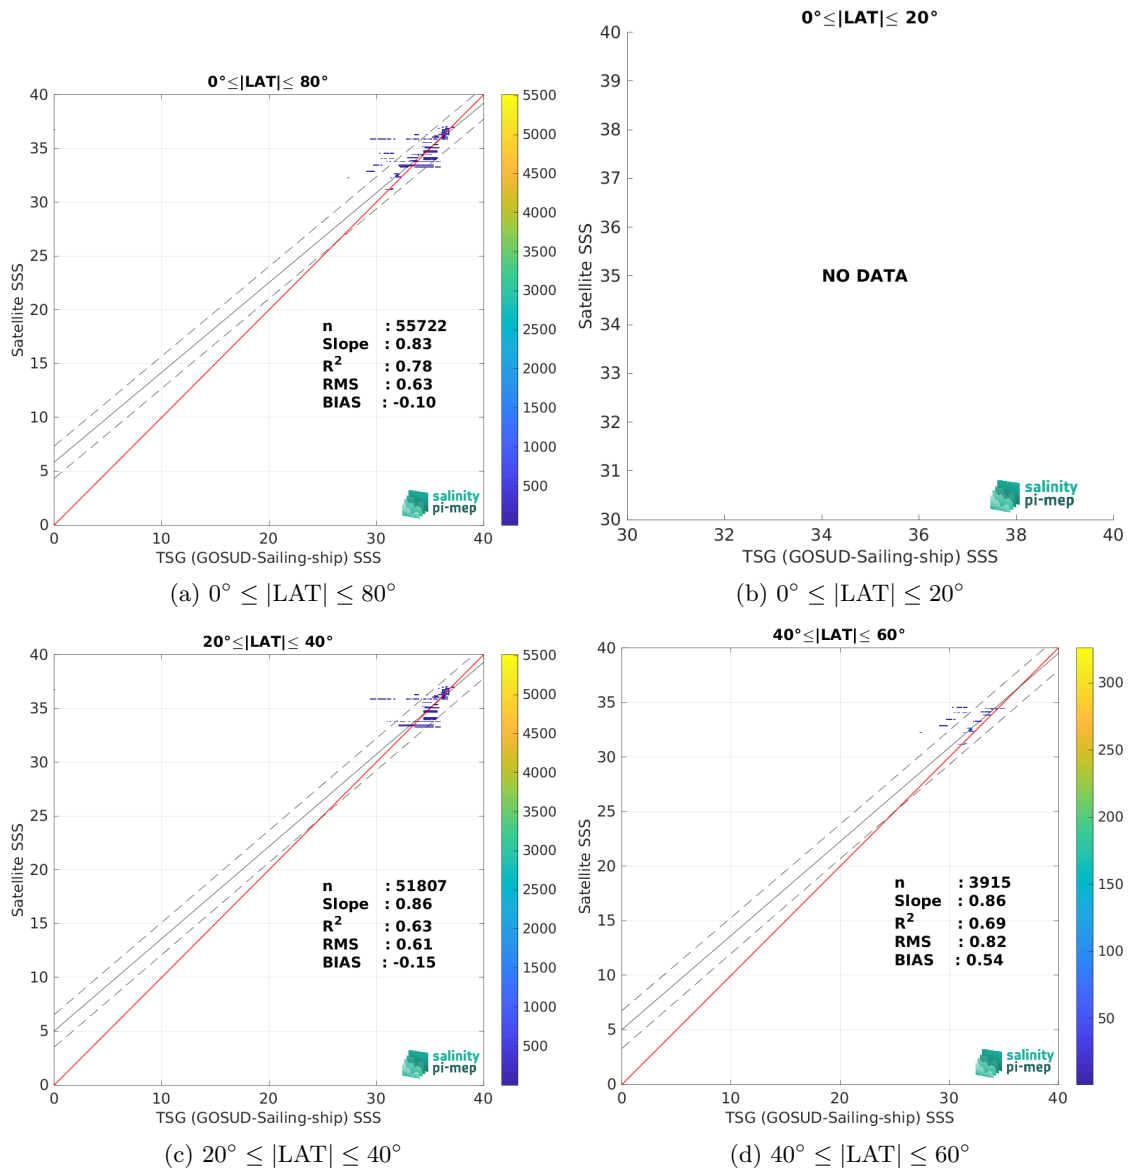 0°≤|LAT|≤ 80°
40
35
30
25
20
15
10
5
0
Satellite SSS
n : 55722
Slope : 0.83
R² : 0.78
RMS : 0.63
BIAS : -0.10
salinity
pi-mep
0 10 20 30 40
TSG (GOSUD-Sailing-ship) SSS
5500
5000
4500
4000
3500
3000
2500
2000
1500
1000
500
(a) 0° ≤ |LAT| ≤ 80°
0°≤|LAT|≤ 20°
40
39
38
37
36
35
34
33
32
31
30
Satellite SSS
NO DATA
salinity
pi-mep
30 32 34 36 38 40
TSG (GOSUD-Sailing-ship) SSS
(b) 0° ≤ |LAT| ≤ 20°
20°≤|LAT|≤ 40°
40
35
30
25
20
15
10
5
0
Satellite SSS
n : 51807
Slope : 0.86
R² : 0.63
RMS : 0.61
BIAS : -0.15
salinity
pi-mep
0 10 20 30 40
TSG (GOSUD-Sailing-ship) SSS
5500
5000
4500
4000
3500
3000
2500
2000
1500
1000
500
(c) 20° ≤ |LAT| ≤ 40°
40°≤|LAT|≤ 60°
40
35
30
25
20
15
10
5
0
Satellite SSS
n : 3915
Slope : 0.86
R² : 0.69
RMS : 0.82
BIAS : 0.54
salinity
pi-mep
0 10 20 30 40
TSG (GOSUD-Sailing-ship) SSS
300
250
200
150
100
50
(d) 40° ≤ |LAT| ≤ 60°